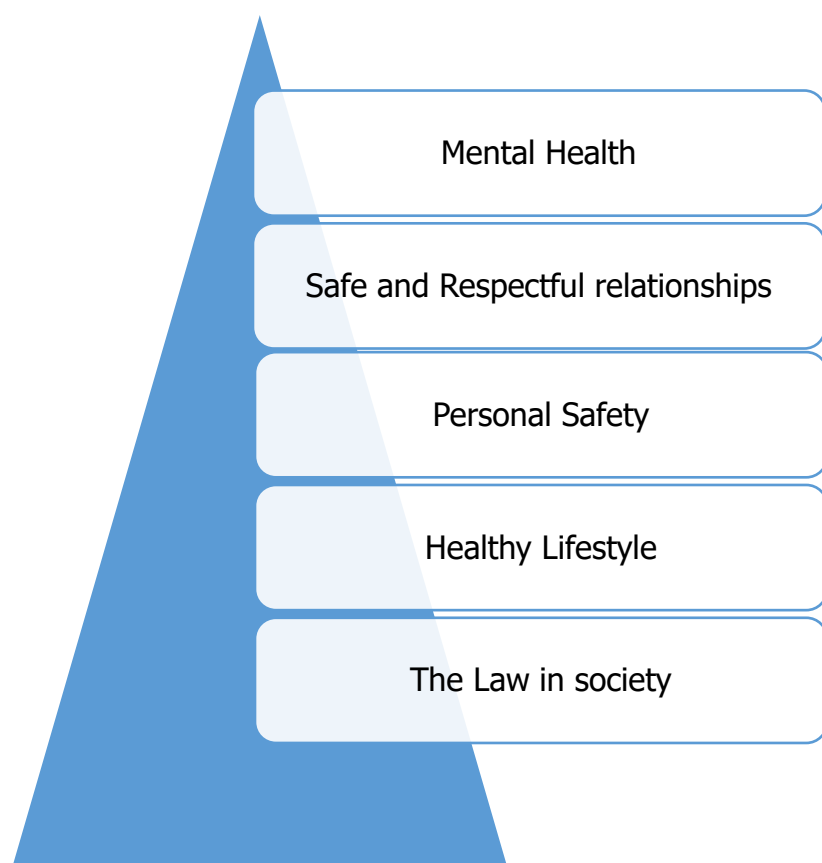 Mental Health
Safe and Respectful relationships
Personal Safety
Healthy Lifestyle
The Law in society